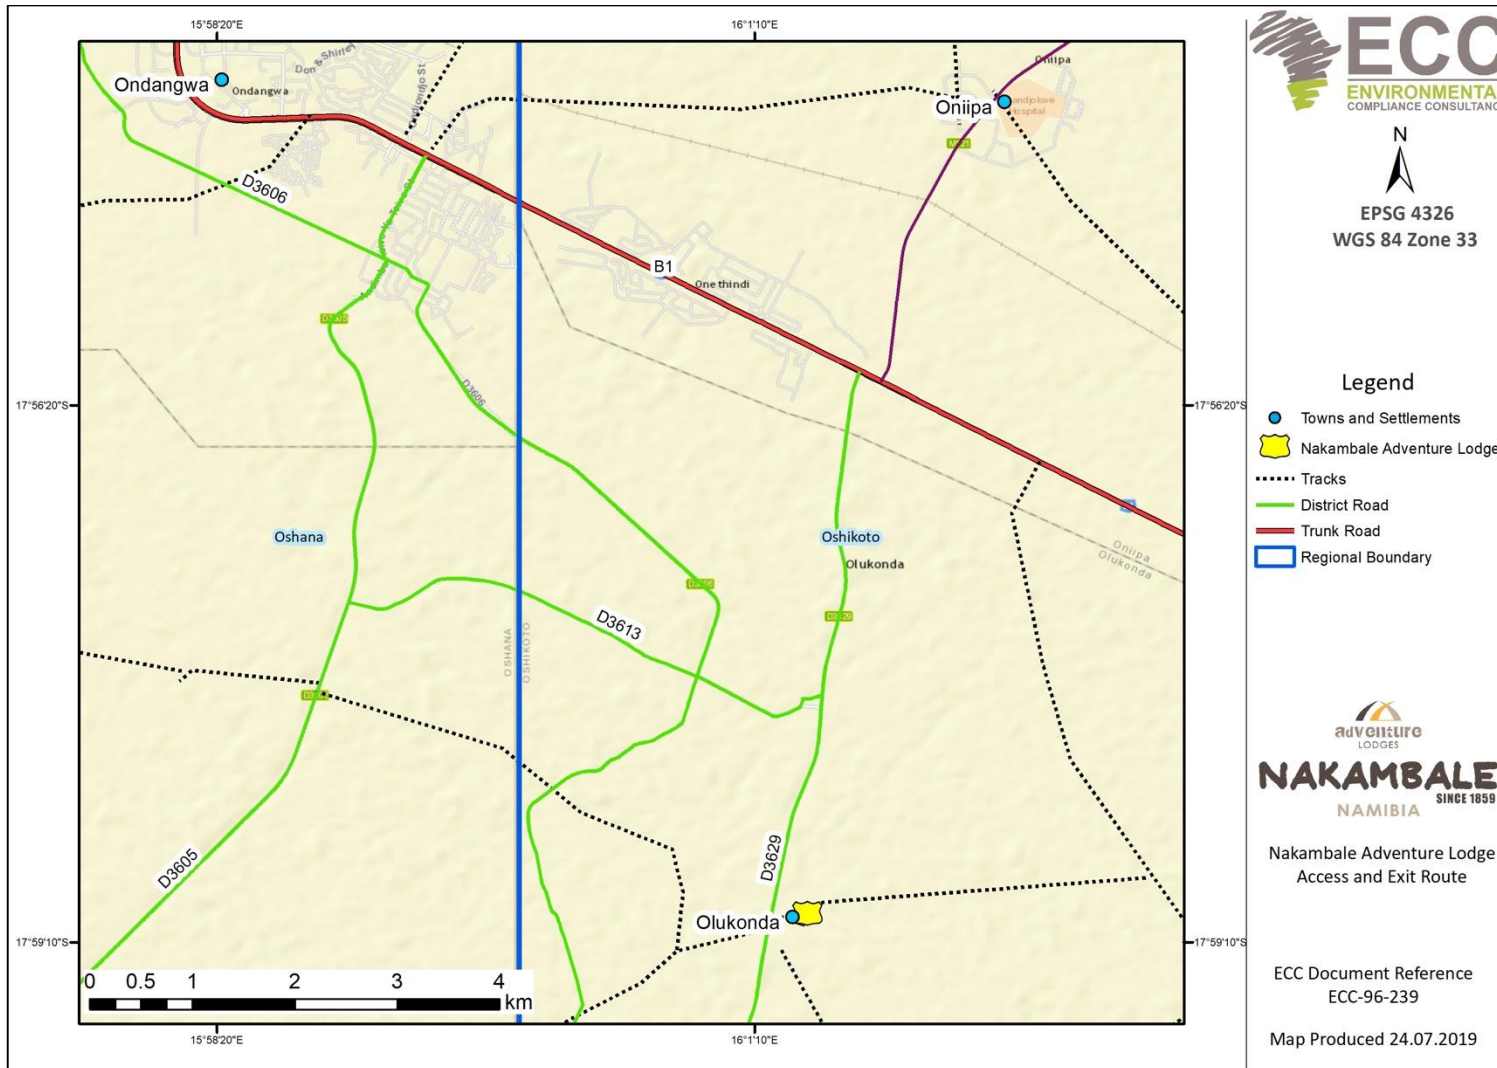 15°58'20"E
16°1'10"E
Don & Shirley
Ondangwa
Ondangwa
Oniipa
Oniipa
Hospital
D3606
B1
Onethindi
D3606
17°56'20"S
17°56'20"S
Oshana
Oshikoto
Olukonda
Oniipa
Olukonda
D3613
OSHANA
OSHIKOTO
D3605
D3629
Olukonda
17°59'10"S
17°59'10"S
0 0.5 1 2 3 4
km
15°58'20"E
16°1'10"E
ECC
ENVIRONMENTA
COMPLIANCE CONSULTANC
N
EPSG 4326
WGS 84 Zone 33
Legend
Towns and Settlements
Nakambale Adventure Lodge
Tracks
District Road
Trunk Road
Regional Boundary
adventure
LODGES
NAKAMBALE
SINCE 1859
NAMIBIA
Nakambale Adventure Lodge
Access and Exit Route
ECC Document Reference
ECC-96-239
Map Produced 24.07.2019